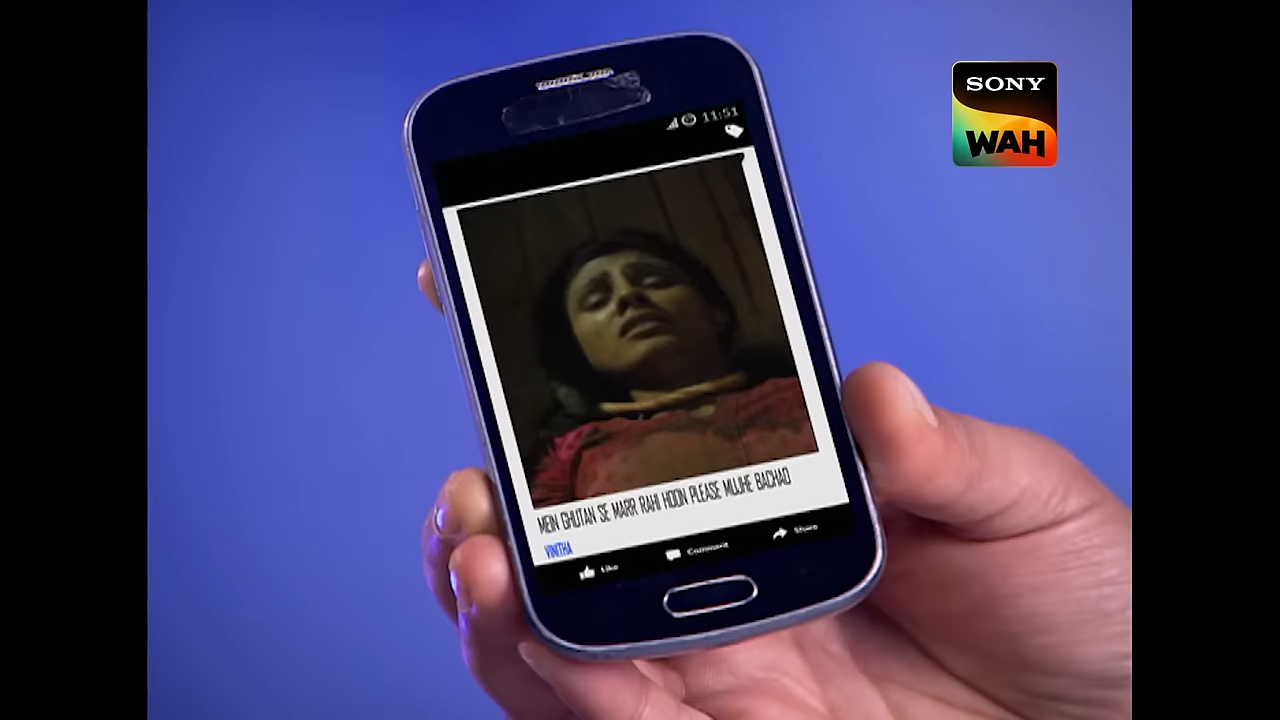 SONY
WAH
11:51
MEIN GHUTAN SE MARR RAHI HOON PLEASE MUJHE BACHAO
VINITHA
Like
Comment
Share